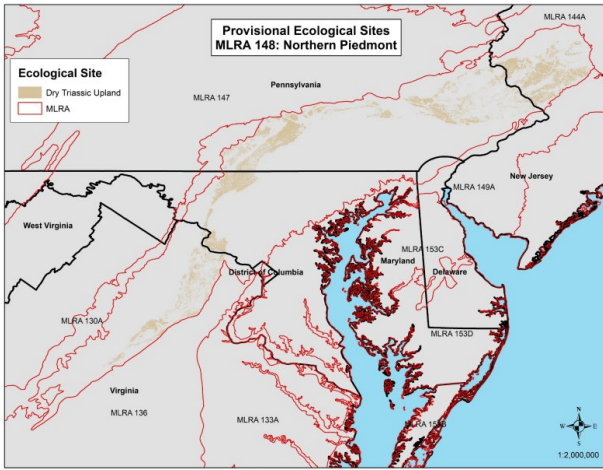 Provisional Ecological Sites
MLRA 148: Northern Piedmont
MLRA 144A
Ecological Site
Dry Triassic Upland
MLRA
Pennsylvania
MLRA 147
New Jersey
MLRA 149A
West Virginia
MLRA 153C
Maryland
Delaware
District of Columbia
MLRA 130A
MLRA 153D
Virginia
MLRA 136
MLRA 133A
N
W
E
S
1:2,000,000